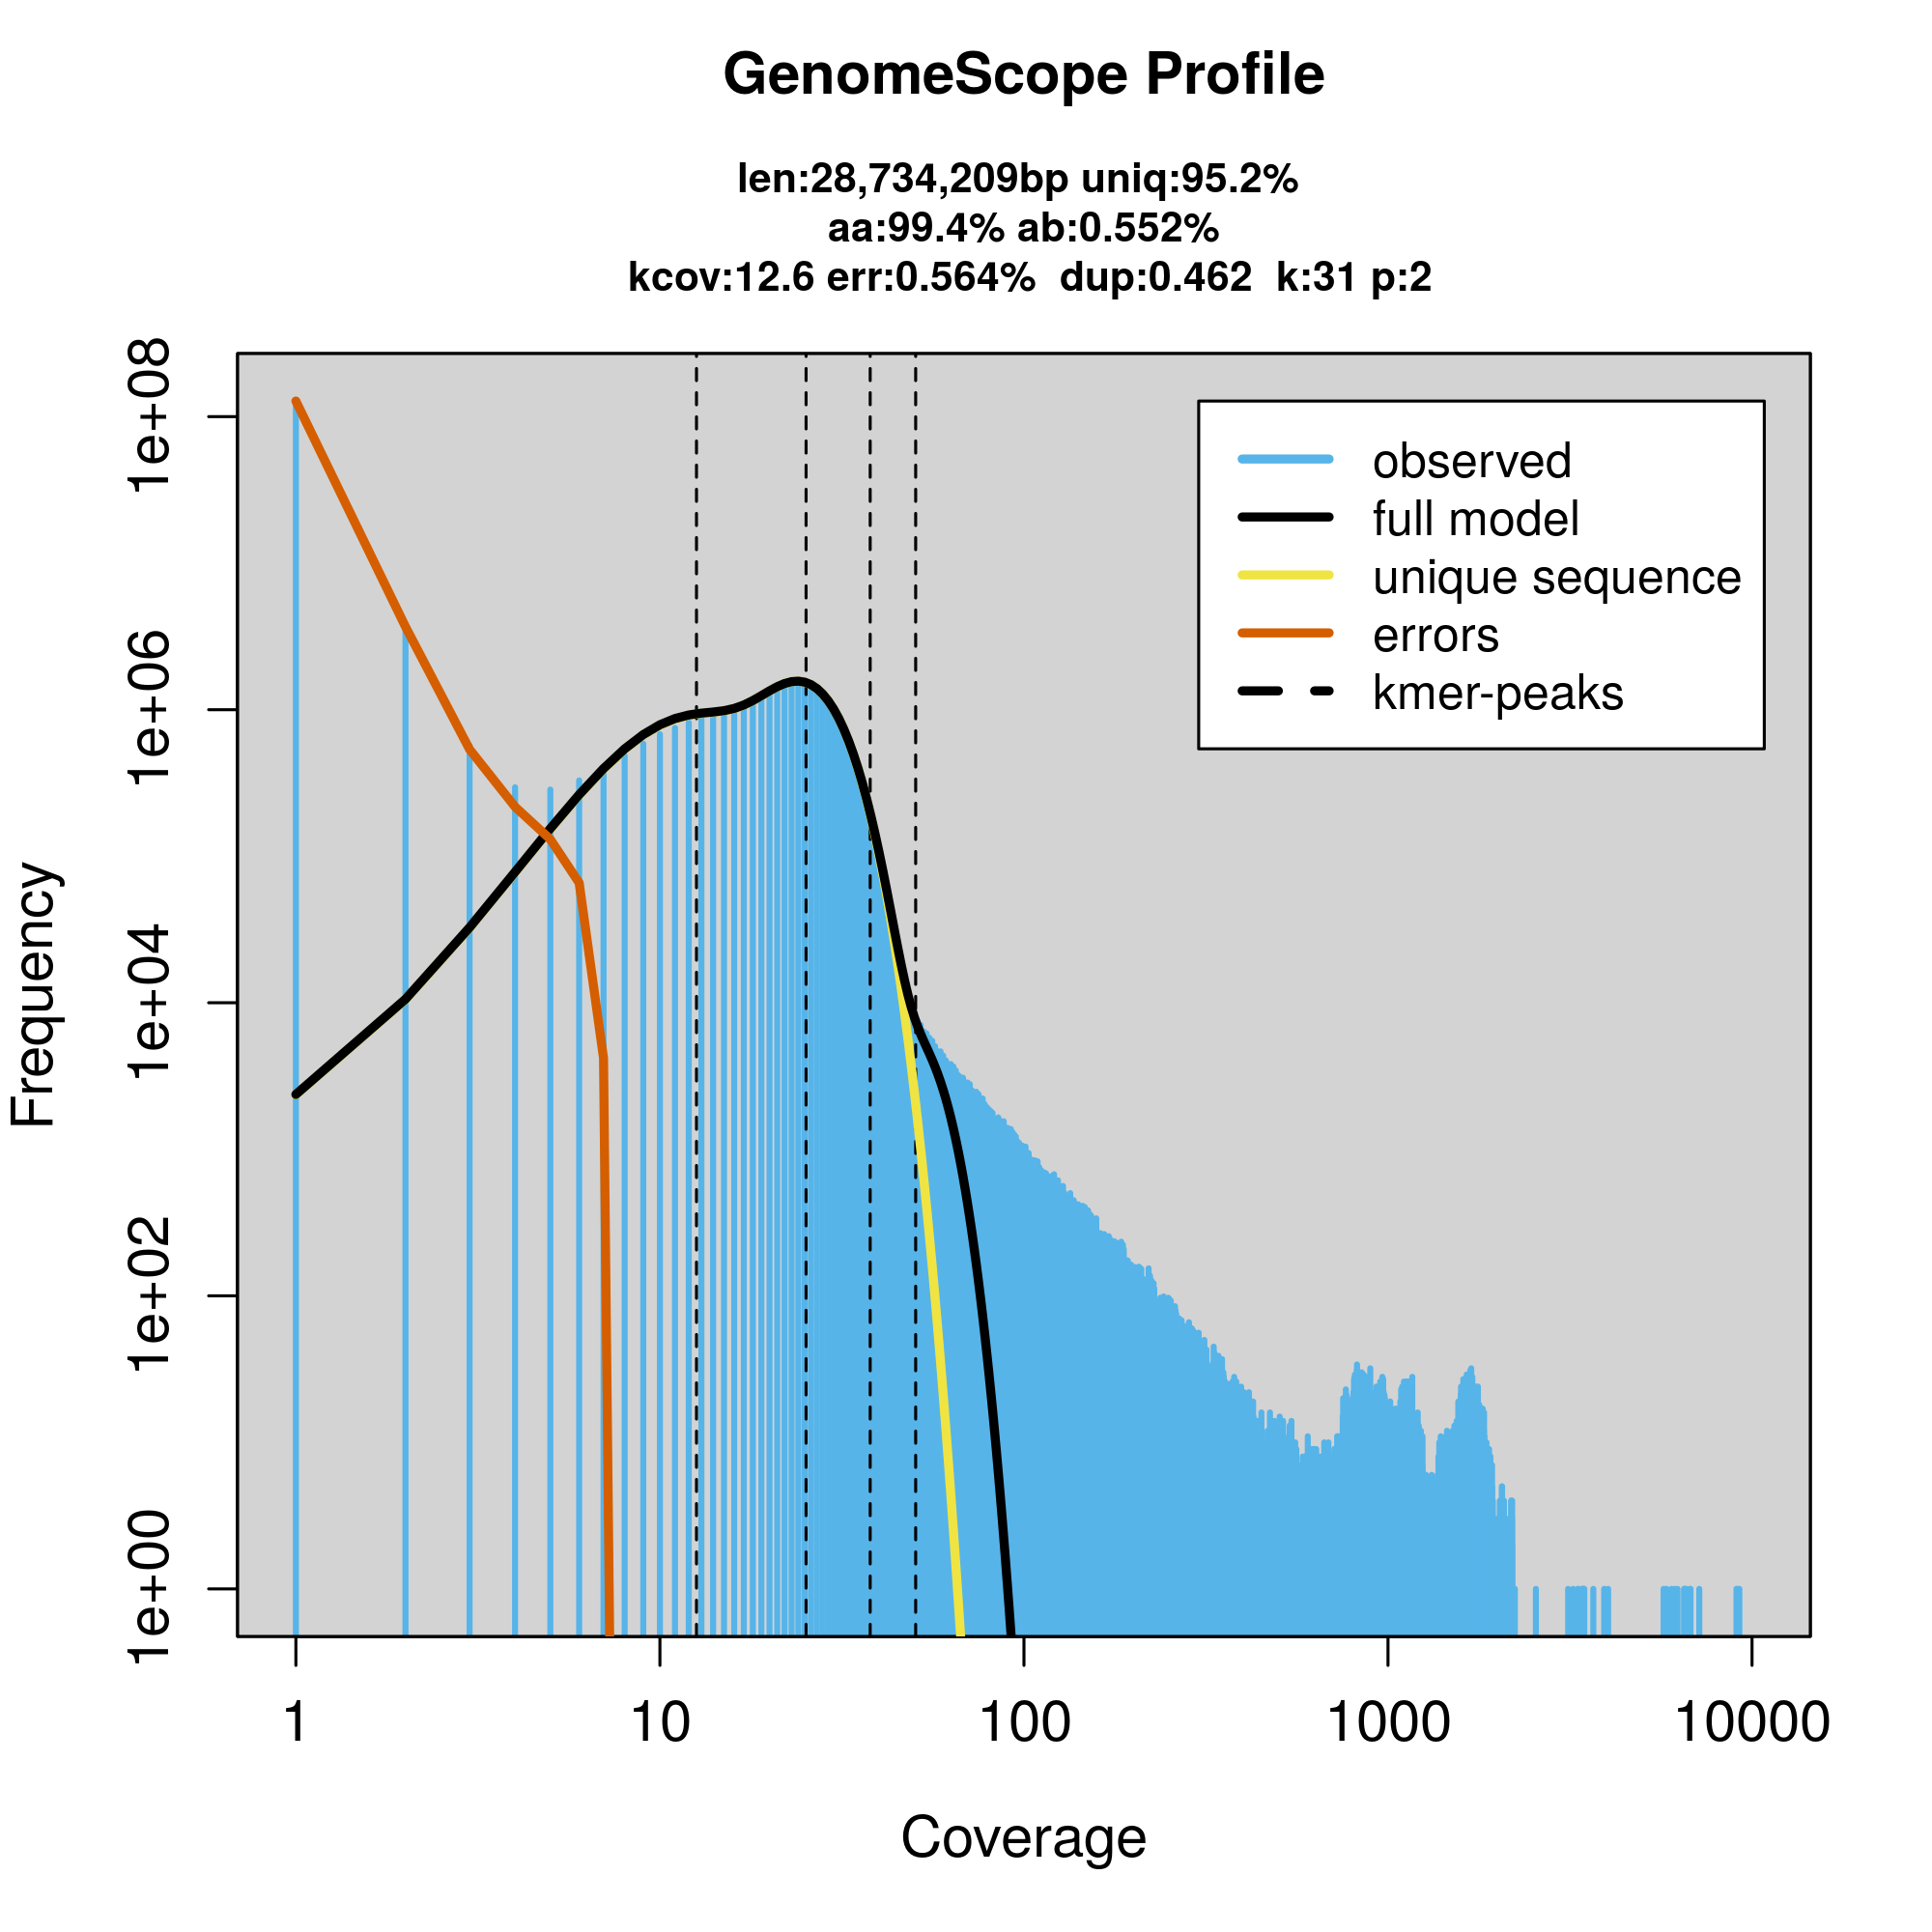 GenomeScope Profile
len:28,734,209bp uniq:95.2%
aa:99.4% ab:0.552%
kcov:12.6 err:0.564%  dup:0.462  k:31 p:2
observed
full model
unique sequence
errors
kmer-peaks
1e+08
1e+06
1e+04
1e+02
1e+00
Frequency
1 10 100 1000 10000
Coverage